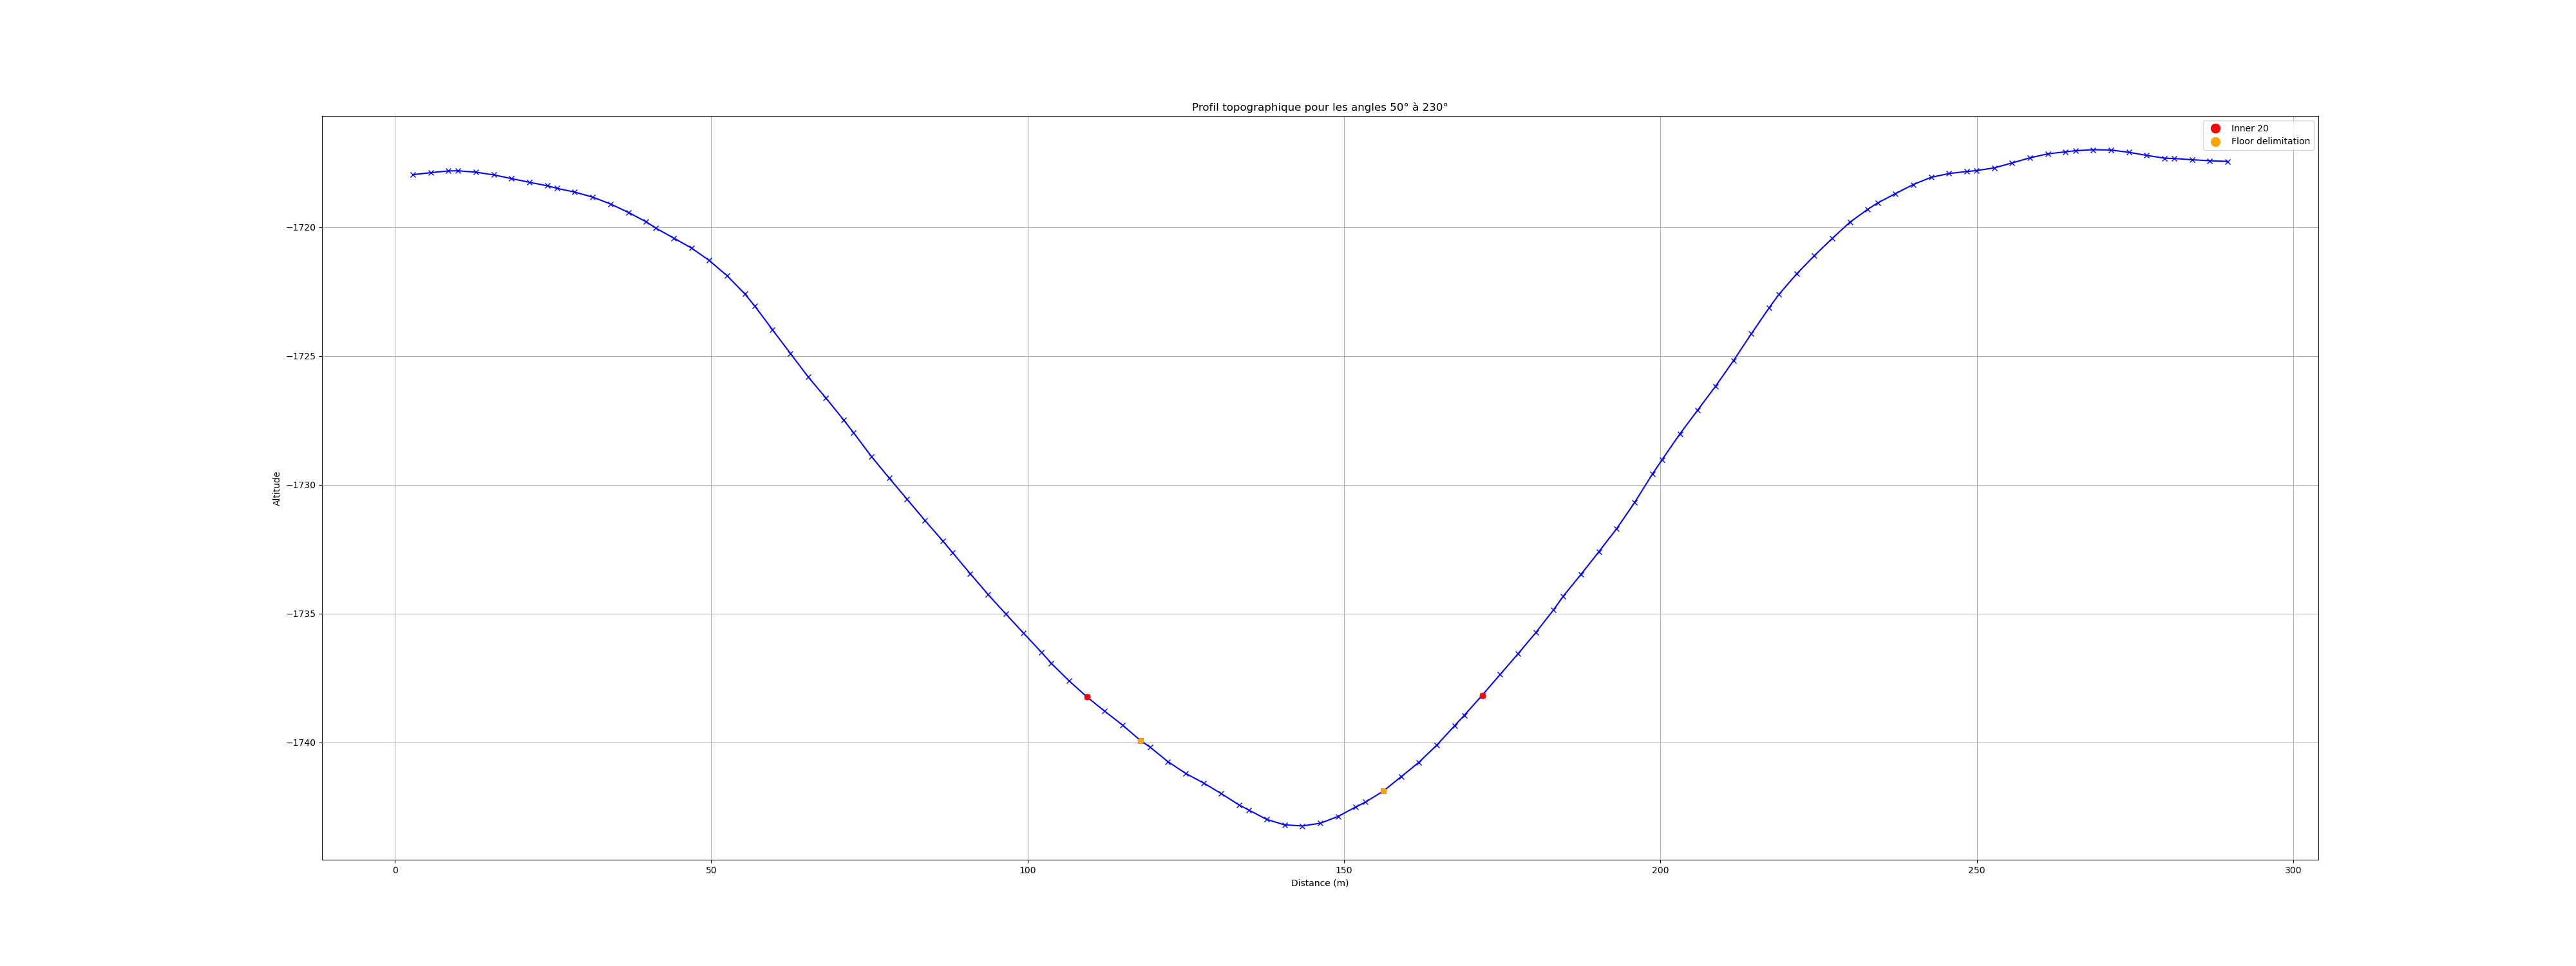 Profil topographique pour les angles 50° à 230°
Inner 20
Floor delimitation
−1720
−1725
−1730
−1735
−1740
Altitude
0 50 100 150 200 250 300
Distance (m)